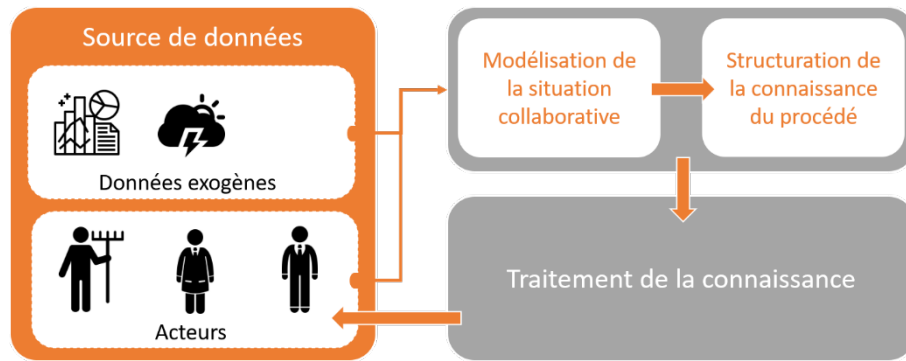 Source de données
Données exogènes
Acteurs
Modélisation de
la situation
collaborative
Structuration de
la connaissance
du procédé
Traitement de la connaissance